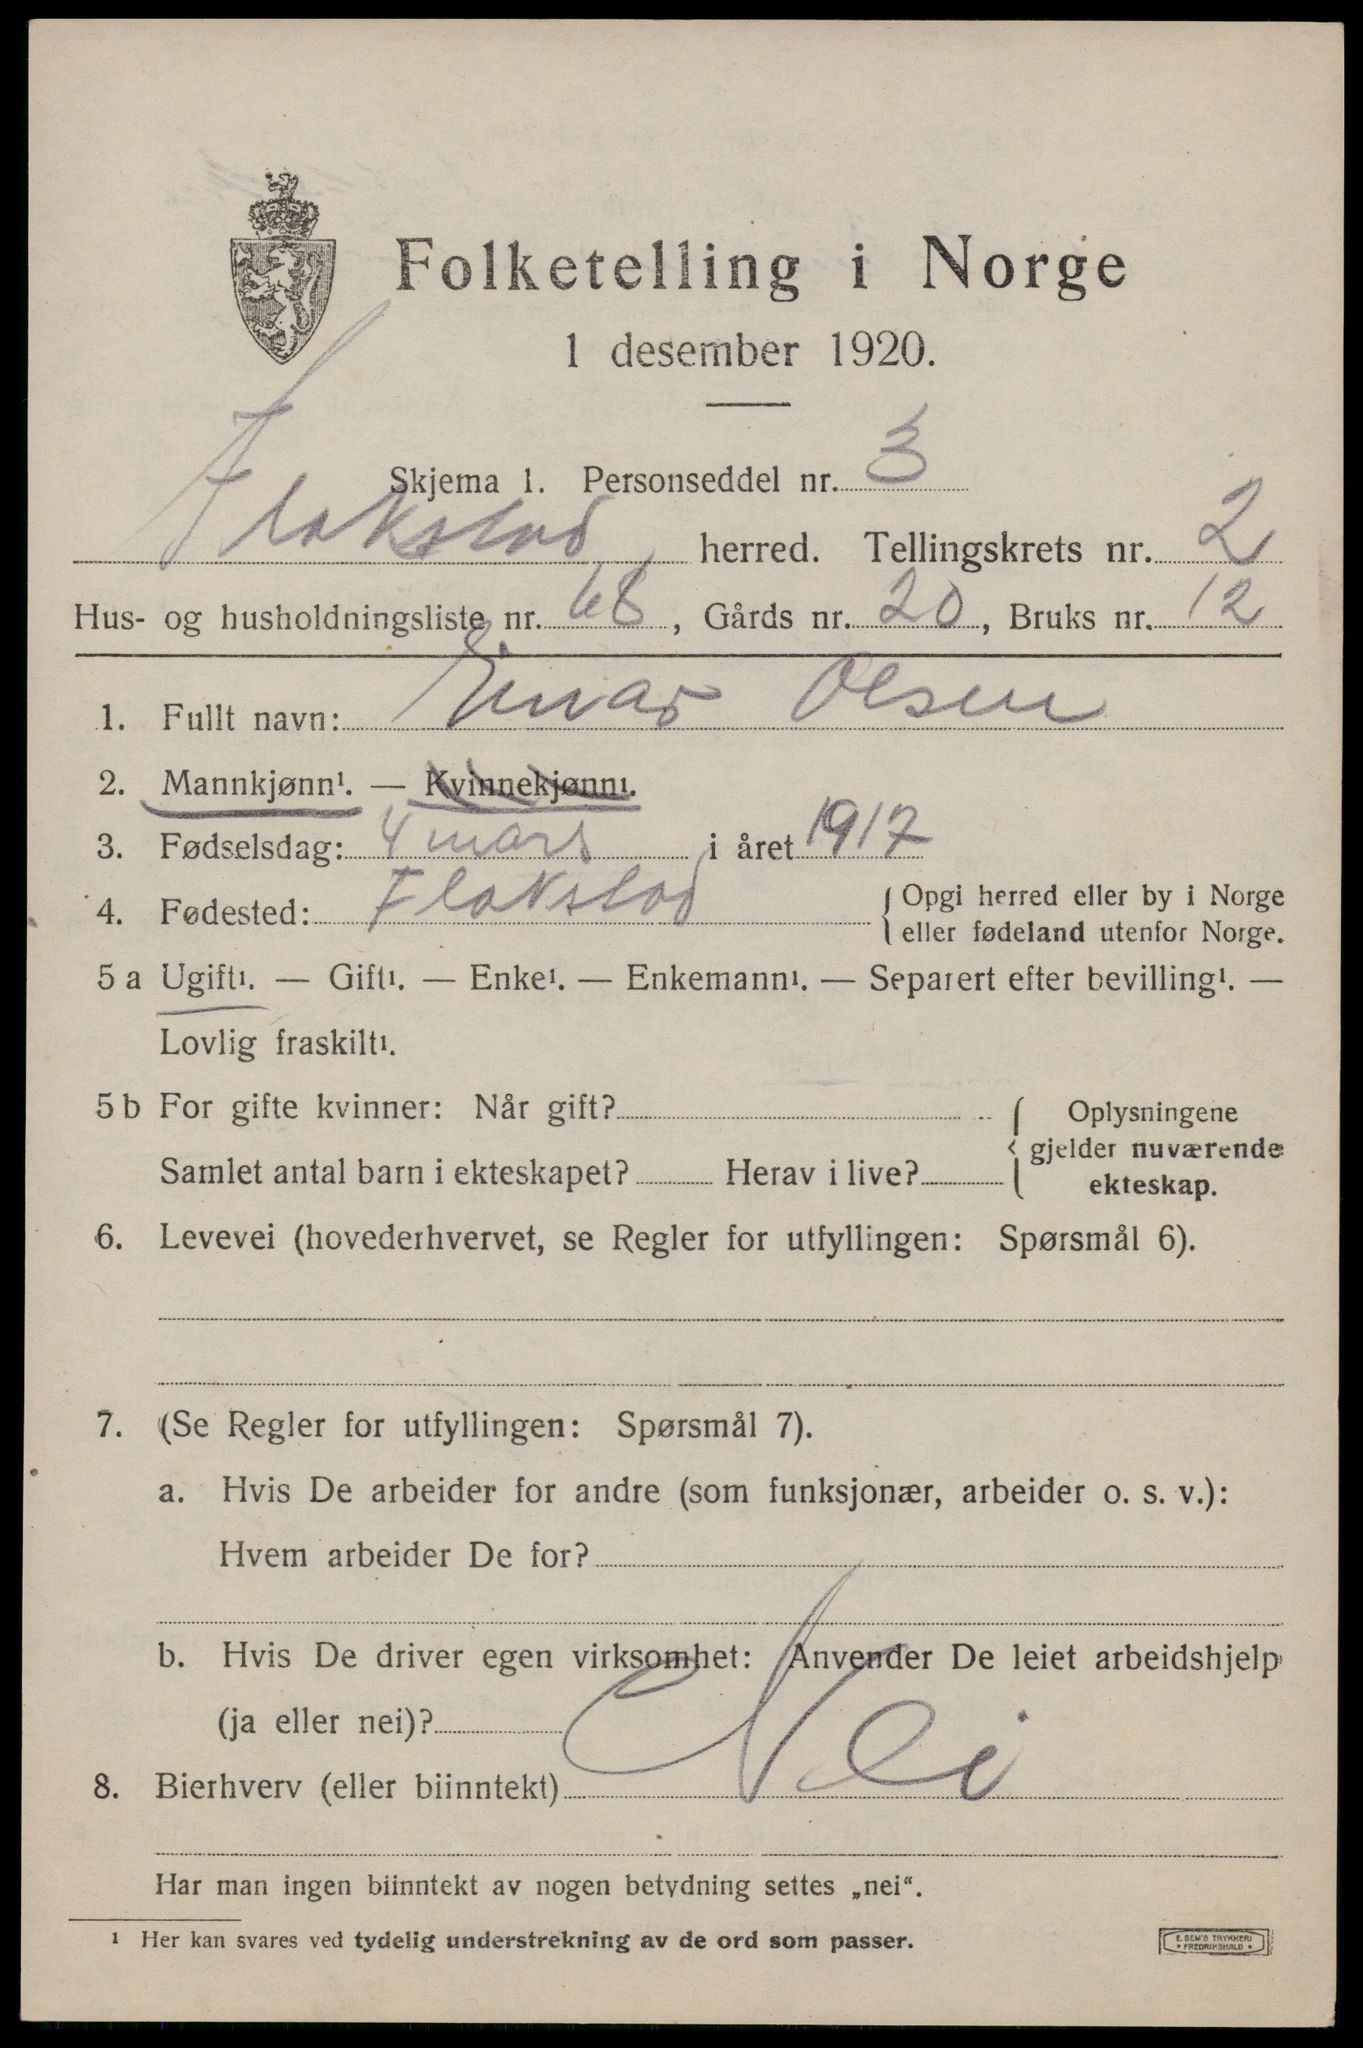 Folketelling i Norge
1 desember 1920.
Skjema 1. Personseddel nr. 3
Flakstad herred. Tellingskrets nr. 2
Hus- og husholdningsliste nr. 68, Gårds nr. 20, Bruks nr. 12
1. Fullt navn: Einar Olsen
2. Mannkjønn¹. — Kvinnekjønn¹.
3. Fødselsdag: 4 mars i året 1917
4. Fødested: Flakstad { Opgi herred eller by i Norge
eller fødeland utenfor Norge.
5 a Ugift¹. — Gift¹. — Enke¹. — Enkemann¹. — Separert efter bevilling¹. —
Lovlig fraskilt¹.
5 b For gifte kvinner: Når gift?
Samlet antal barn i ekteskapet? Herav i live?
{ Oplysningene
gjelder nuværende
ekteskap.
6. Levevei (hovederhvervet, se Regler for utfyllingen: Spørsmål 6).
7. (Se Regler for utfyllingen: Spørsmål 7).
a. Hvis De arbeider for andre (som funksjonær, arbeider o. s. v.):
Hvem arbeider De for?
b. Hvis De driver egen virksomhet: Anvender De leiet arbeidshjelp
(ja eller nei)?
8. Bierhverv (eller biinntekt) Nei
Har man ingen biinntekt av nogen betydning settes „nei“.
¹ Her kan svares ved tydelig understrekning av de ord som passer.
E. SEM'S TRYKKERI
• FREDRIKSHALD •